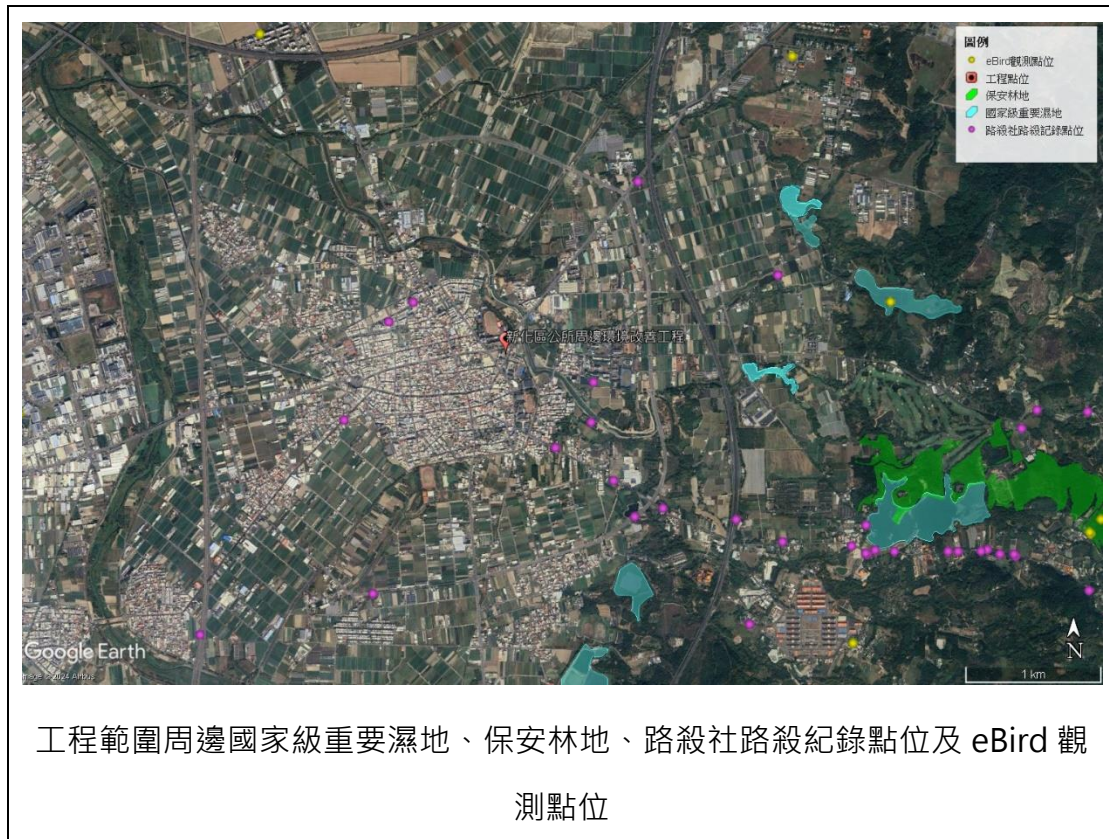 圖例
eBird觀測點位
工程點位
保安林地
國家級重要濕地
路殺社路殺記錄點位
新化區公所周邊環境改善工程
Google Earth
Image © 2024 Airbus
N
1 km
工程範圍周邊國家級重要濕地、保安林地、路殺社路殺紀錄點位及 eBird 觀
測點位